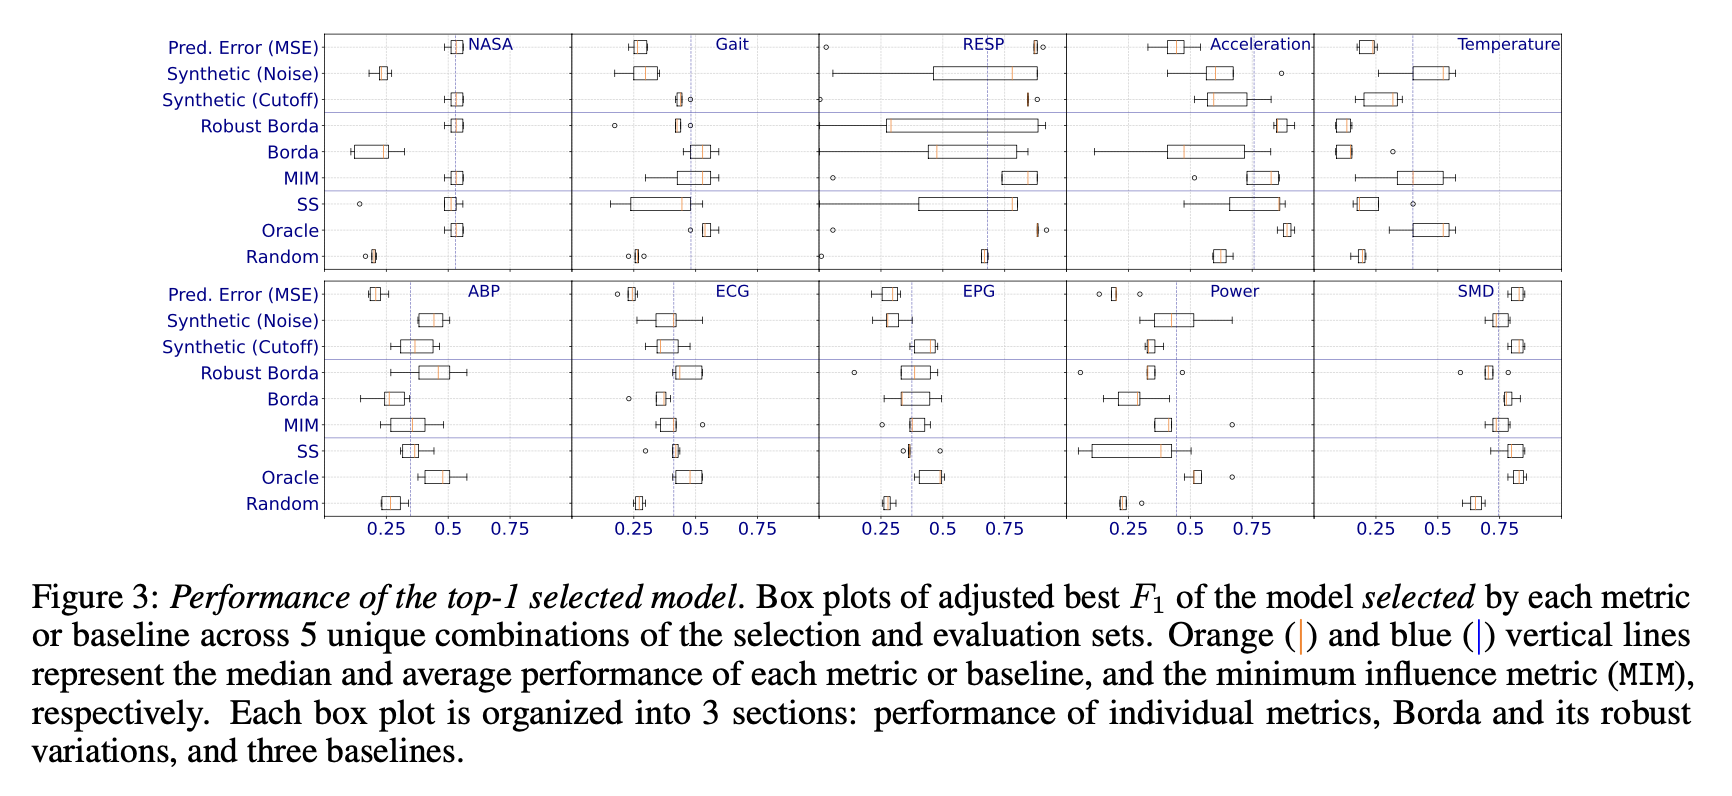 NASA Gait RESP Acceleration Temperature
Pred. Error (MSE)
Synthetic (Noise)
Synthetic (Cutoff)
Robust Borda
Borda
MIM
SS
Oracle
Random
ABP ECG EPG Power SMD
Pred. Error (MSE)
Synthetic (Noise)
Synthetic (Cutoff)
Robust Borda
Borda
MIM
SS
Oracle
Random
0.25 0.5 0.75 0.25 0.5 0.75 0.25 0.5 0.75 0.25 0.5 0.75 0.25 0.5 0.75
Figure 3: Performance of the top-1 selected model. Box plots of adjusted best F1 of the model selected by each metric
or baseline across 5 unique combinations of the selection and evaluation sets. Orange (|) and blue (|) vertical lines
represent the median and average performance of each metric or baseline, and the minimum influence metric (MIM),
respectively. Each box plot is organized into 3 sections: performance of individual metrics, Borda and its robust
variations, and three baselines.